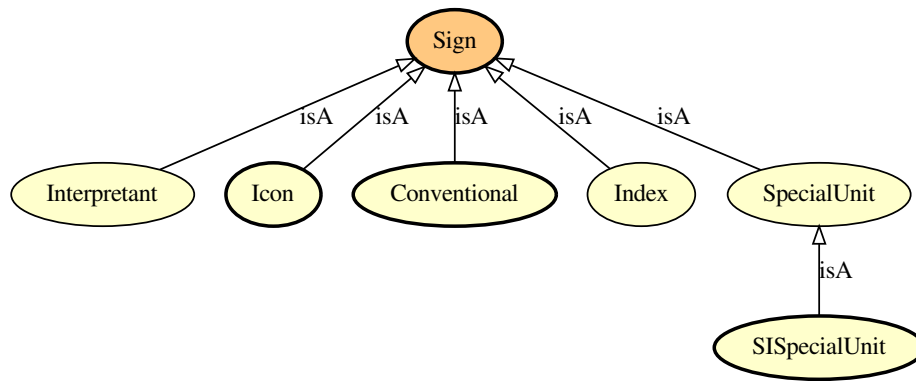 Sign
isA isA isA isA isA
Interpretant Icon Conventional Index SpecialUnit
isA
SISpecialUnit